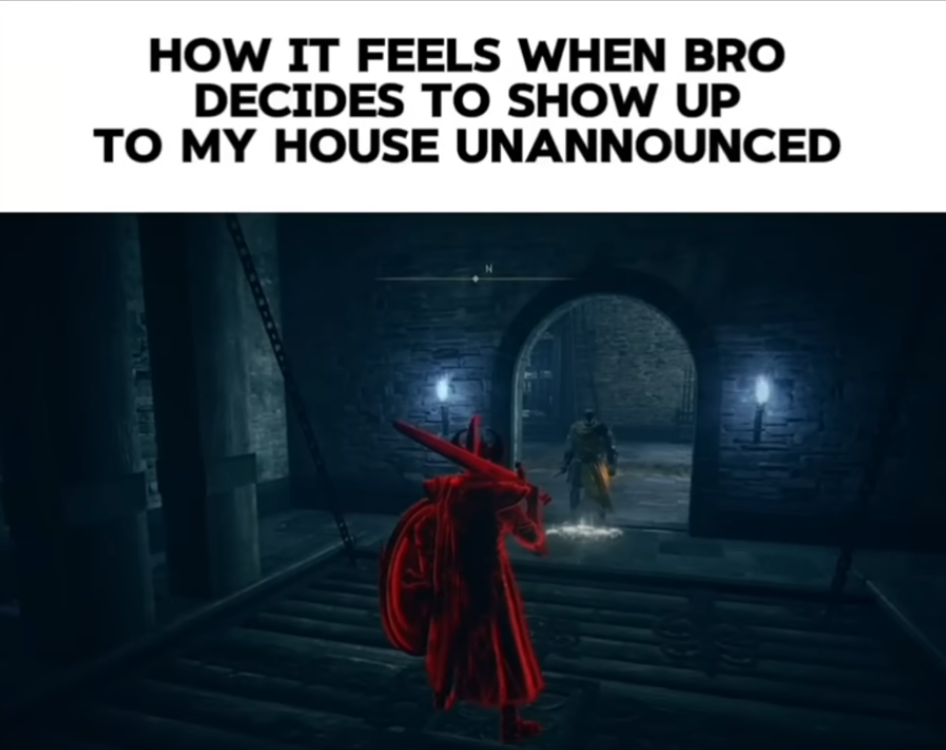 HOW IT FEELS WHEN BRO
DECIDES TO SHOW UP
TO MY HOUSE UNANNOUNCED
N